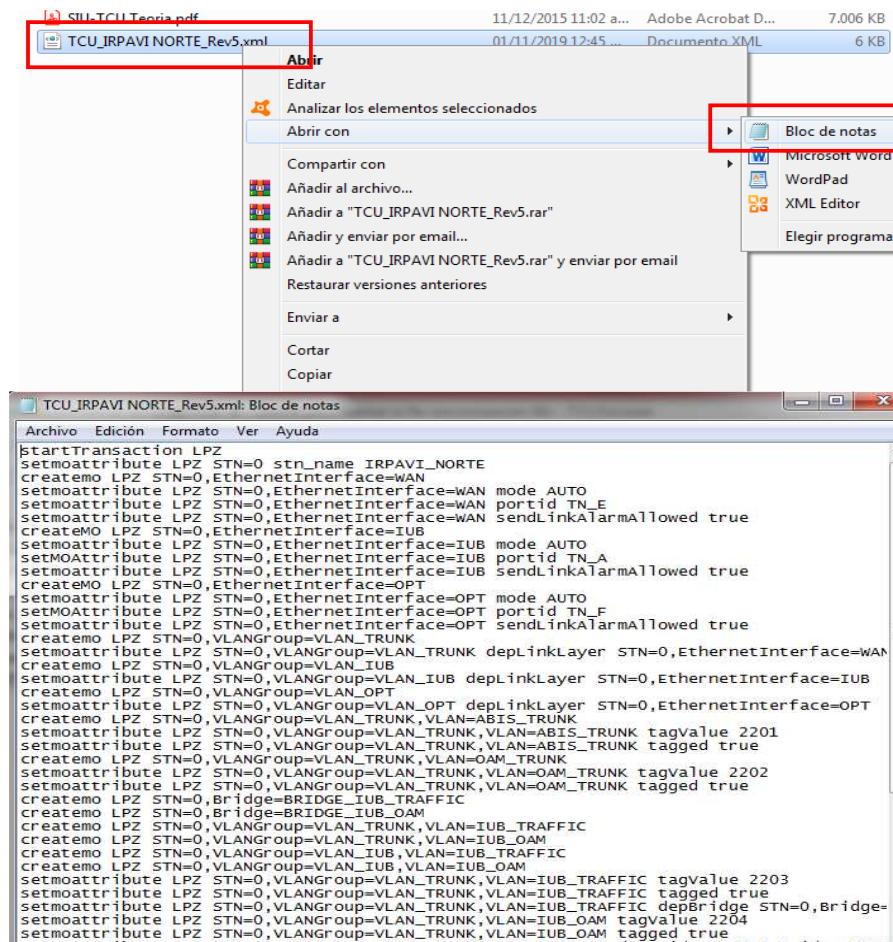 SIU-TCU Teoria.pdf 11/12/2015 11:02 a... Adobe Acrobat D... 7.006 KB
TCU_IRPAVI NORTE_Rev5.xml 01/11/2019 12:45 ... Documento XML 6 KB
Abrir
Editar
Analizar los elementos seleccionados
Abrir con
Bloc de notas
Microsoft Word
WordPad
XML Editor
Elegir programa
Compartir con
Añadir al archivo...
Añadir a "TCU_IRPAVI NORTE_Rev5.rar"
Añadir y enviar por email...
Añadir a "TCU_IRPAVI NORTE_Rev5.rar" y enviar por email
Restaurar versiones anteriores
Enviar a
Cortar
Copiar
TCU_IRPAVI NORTE_Rev5.xml: Bloc de notas
Archivo Edición Formato Ver Ayuda
startTransaction LPZ
setmoattribute LPZ STN=0 stn_name IRPAVI_NORTE
createmo LPZ STN=0,EthernetInterface=WAN
setmoattribute LPZ STN=0,EthernetInterface=WAN mode AUTO
setmoattribute LPZ STN=0,EthernetInterface=WAN portid TN_E
setmoattribute LPZ STN=0,EthernetInterface=WAN sendLinkAlarmAllowed true
createMO LPZ STN=0,EthernetInterface=IUB
setmoattribute LPZ STN=0,EthernetInterface=IUB mode AUTO
setMOAttribute LPZ STN=0,EthernetInterface=IUB portid TN_A
setmoattribute LPZ STN=0,EthernetInterface=IUB sendLinkAlarmAllowed true
createMO LPZ STN=0,EthernetInterface=OPT
setmoattribute LPZ STN=0,EthernetInterface=OPT mode AUTO
setMOAttribute LPZ STN=0,EthernetInterface=OPT portid TN_F
setmoattribute LPZ STN=0,EthernetInterface=OPT sendLinkAlarmAllowed true
createmo LPZ STN=0,VLANGroup=VLAN_TRUNK
setmoattribute LPZ STN=0,VLANGroup=VLAN_TRUNK depLinkLayer STN=0,EthernetInterface=WAN
createmo LPZ STN=0,VLANGroup=VLAN_IUB
setmoattribute LPZ STN=0,VLANGroup=VLAN_IUB depLinkLayer STN=0,EthernetInterface=IUB
createmo LPZ STN=0,VLANGroup=VLAN_OPT
setmoattribute LPZ STN=0,VLANGroup=VLAN_OPT depLinkLayer STN=0,EthernetInterface=OPT
createmo LPZ STN=0,VLANGroup=VLAN_TRUNK,VLAN=ABIS_TRUNK
setmoattribute LPZ STN=0,VLANGroup=VLAN_TRUNK,VLAN=ABIS_TRUNK tagValue 2201
setmoattribute LPZ STN=0,VLANGroup=VLAN_TRUNK,VLAN=ABIS_TRUNK tagged true
createmo LPZ STN=0,VLANGroup=VLAN_TRUNK,VLAN=OAM_TRUNK
setmoattribute LPZ STN=0,VLANGroup=VLAN_TRUNK,VLAN=OAM_TRUNK tagValue 2202
setmoattribute LPZ STN=0,VLANGroup=VLAN_TRUNK,VLAN=OAM_TRUNK tagged true
createmo LPZ STN=0,Bridge=BRIDGE_IUB_TRAFFIC
createmo LPZ STN=0,Bridge=BRIDGE_IUB_OAM
createmo LPZ STN=0,VLANGroup=VLAN_TRUNK,VLAN=IUB_TRAFFIC
createmo LPZ STN=0,VLANGroup=VLAN_TRUNK,VLAN=IUB_OAM
createmo LPZ STN=0,VLANGroup=VLAN_IUB,VLAN=IUB_TRAFFIC
createmo LPZ STN=0,VLANGroup=VLAN_IUB,VLAN=IUB_OAM
setmoattribute LPZ STN=0,VLANGroup=VLAN_TRUNK,VLAN=IUB_TRAFFIC tagValue 2203
setmoattribute LPZ STN=0,VLANGroup=VLAN_TRUNK,VLAN=IUB_TRAFFIC tagged true
setmoattribute LPZ STN=0,VLANGroup=VLAN_TRUNK,VLAN=IUB_TRAFFIC depBridge STN=0,Bridge=
setmoattribute LPZ STN=0,VLANGroup=VLAN_TRUNK,VLAN=IUB_OAM tagValue 2204
setmoattribute LPZ STN=0,VLANGroup=VLAN_TRUNK,VLAN=IUB_OAM tagged true